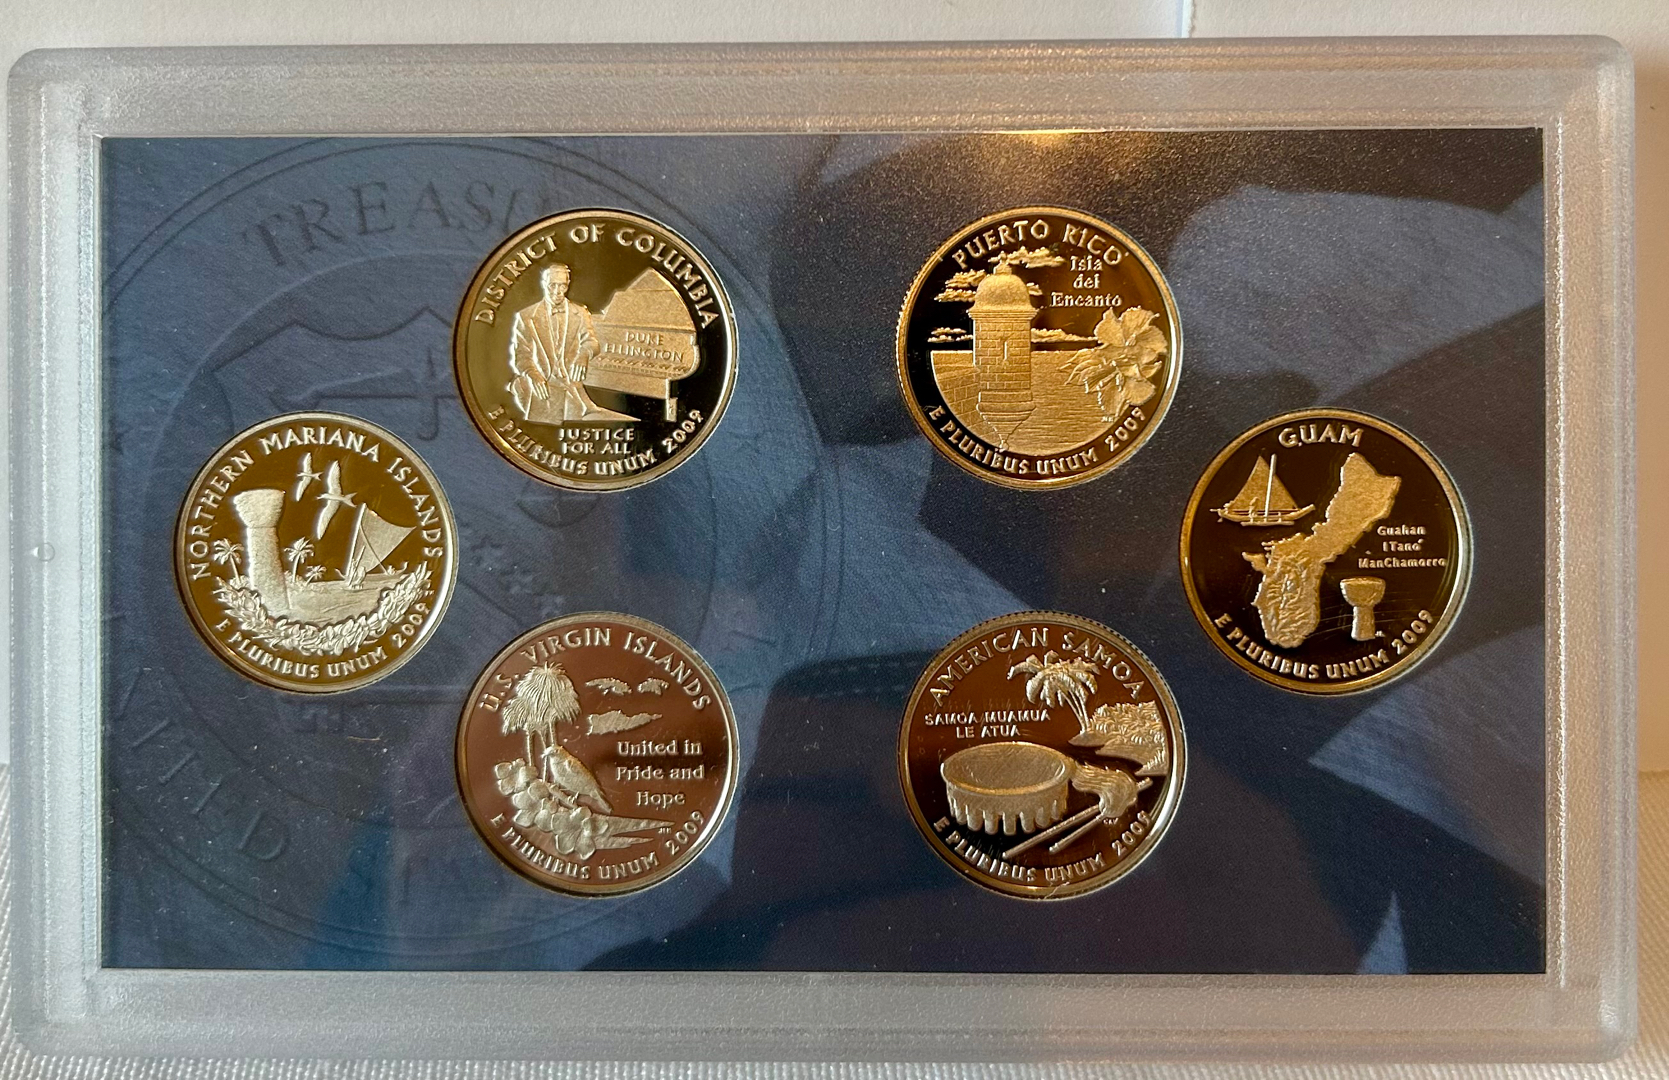 TREASU
DISTRICT OF COLUMBIA
DUKE
ELLINGTON
JUSTICE
FOR ALL
E PLURIBUS UNUM 2009
PUERTO RICO
Isla
del
Encanto
E PLURIBUS UNUM 2009
NORTHERN MARIANA ISLANDS
E PLURIBUS UNUM 2009
GUAM
Guahan
I Tano'
ManChamorro
E PLURIBUS UNUM 2009
U.S. VIRGIN ISLANDS
United in
Pride and
Hope
E PLURIBUS UNUM 2009
AMERICAN SAMOA
SAMOA MUAMUA
LE ATUA
E PLURIBUS UNUM 2009